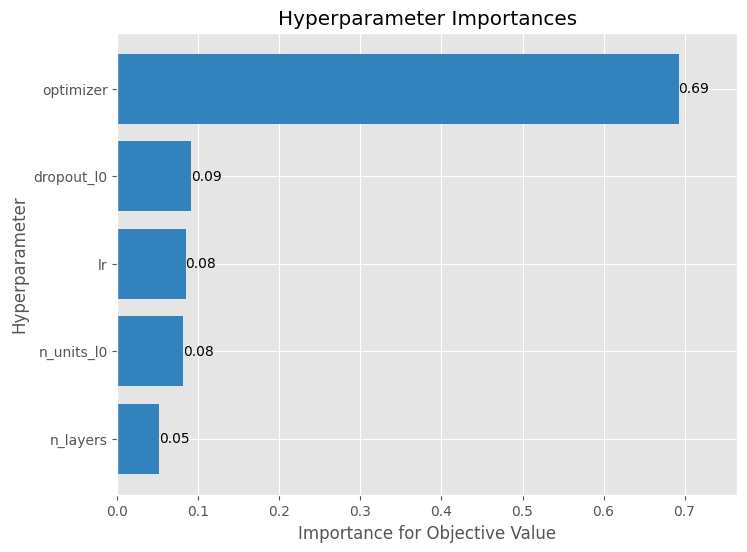 Hyperparameter Importances
Hyperparameter
optimizer 0.69
dropout_l0 0.09
lr 0.08
n_units_l0 0.08
n_layers 0.05
0.0 0.1 0.2 0.3 0.4 0.5 0.6 0.7
Importance for Objective Value